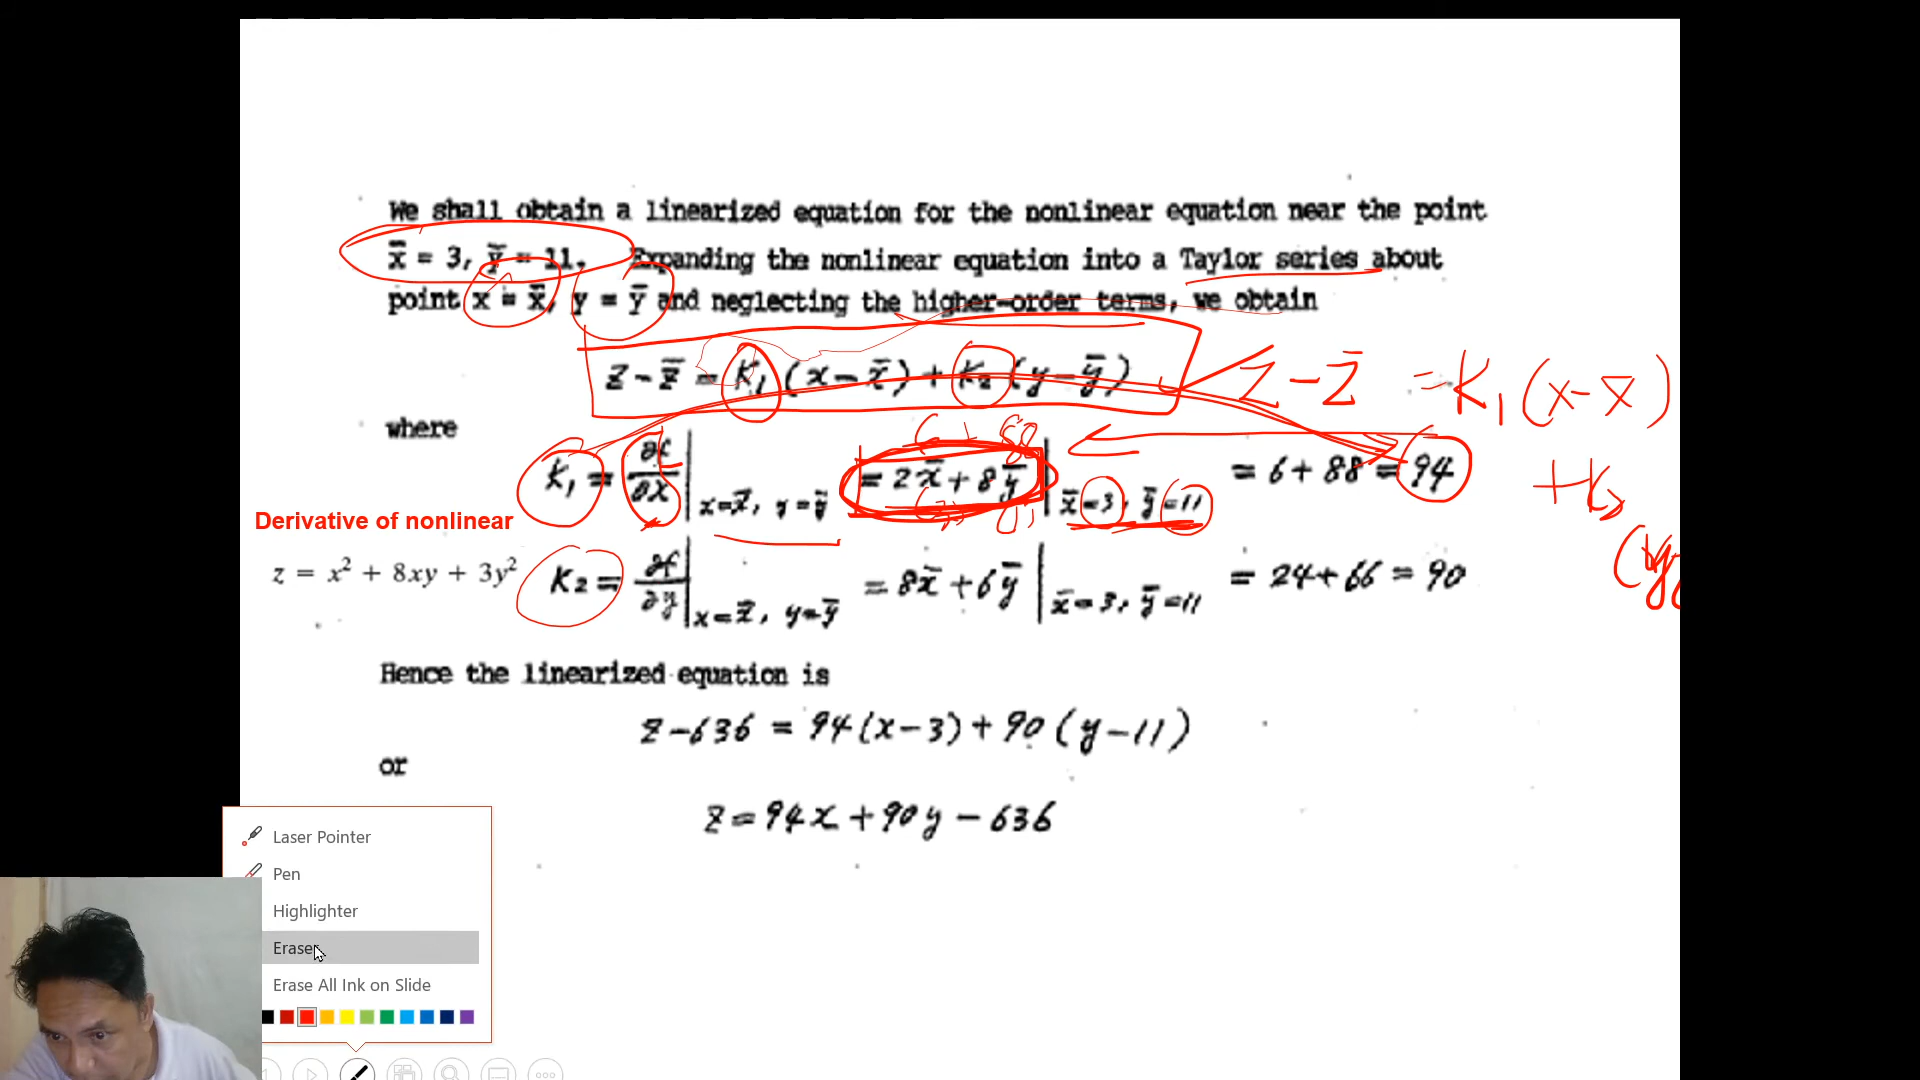 We shall obtain a linearized equation for the nonlinear equation near the point
x̄ = 3, ȳ = 11. Expanding the nonlinear equation into a Taylor series about
point x = x̄, y = ȳ and neglecting the higher-order terms, we obtain
z - z̄ = K₁(x - x̄) + K₂(y - ȳ)
z - z̄ = K₁(x - x̄)
+ K₂
where
K₁ = ∂f/∂x | x=x̄, y=ȳ = 2x̄ + 8ȳ | x̄=3, ȳ=11 = 6 + 88 = 94
Derivative of nonlinear
z = x² + 8xy + 3y²
K₂ = ∂f/∂y | x=x̄, y=ȳ = 8x̄ + 6ȳ | x̄=3, ȳ=11 = 24 + 66 = 90
Hence the linearized equation is
z - 636 = 94(x - 3) + 90(y - 11)
or
z = 94x + 90y - 636
Laser Pointer
Pen
Highlighter
Eraser
Erase All Ink on Slide